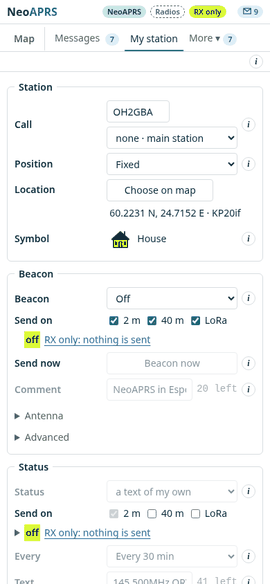 NeoAPRS NeoAPRS Radios RX only 9
Map Messages 7 My station More ▾ 7
i
Station
Call OH2GBA
none · main station i
Position Fixed i
Location Choose on map i
60.2231 N, 24.7152 E · KP20if
Symbol House i
Beacon
Beacon Off i
Send on 2 m 40 m LoRa
off RX only: nothing is sent
Send now Beacon now i
Comment NeoAPRS in Esp 20 left i
▶ Antenna
▶ Advanced
Status
Status a text of my own i
Send on 2 m 40 m LoRa
▶ off RX only: nothing is sent
Every Every 30 min i
Text 145.500MHz 41 left i